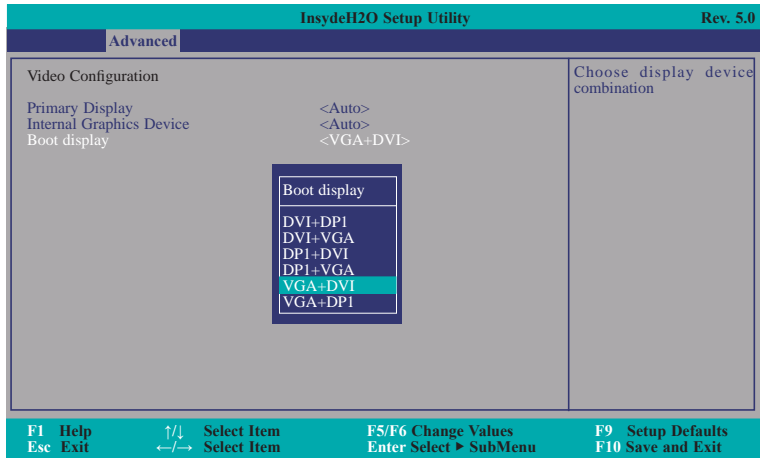 InsydeH2O Setup Utility Rev. 5.0
Advanced
Video Configuration
Primary Display <Auto>
Internal Graphics Device <Auto>
Boot display <VGA+DVI>
Choose display device
combination
Boot display
DVI+DP1
DVI+VGA
DP1+DVI
DP1+VGA
VGA+DVI
VGA+DP1
F1 Help ↑/↓ Select Item F5/F6 Change Values F9 Setup Defaults
Esc Exit ←/→ Select Item Enter Select ► SubMenu F10 Save and Exit